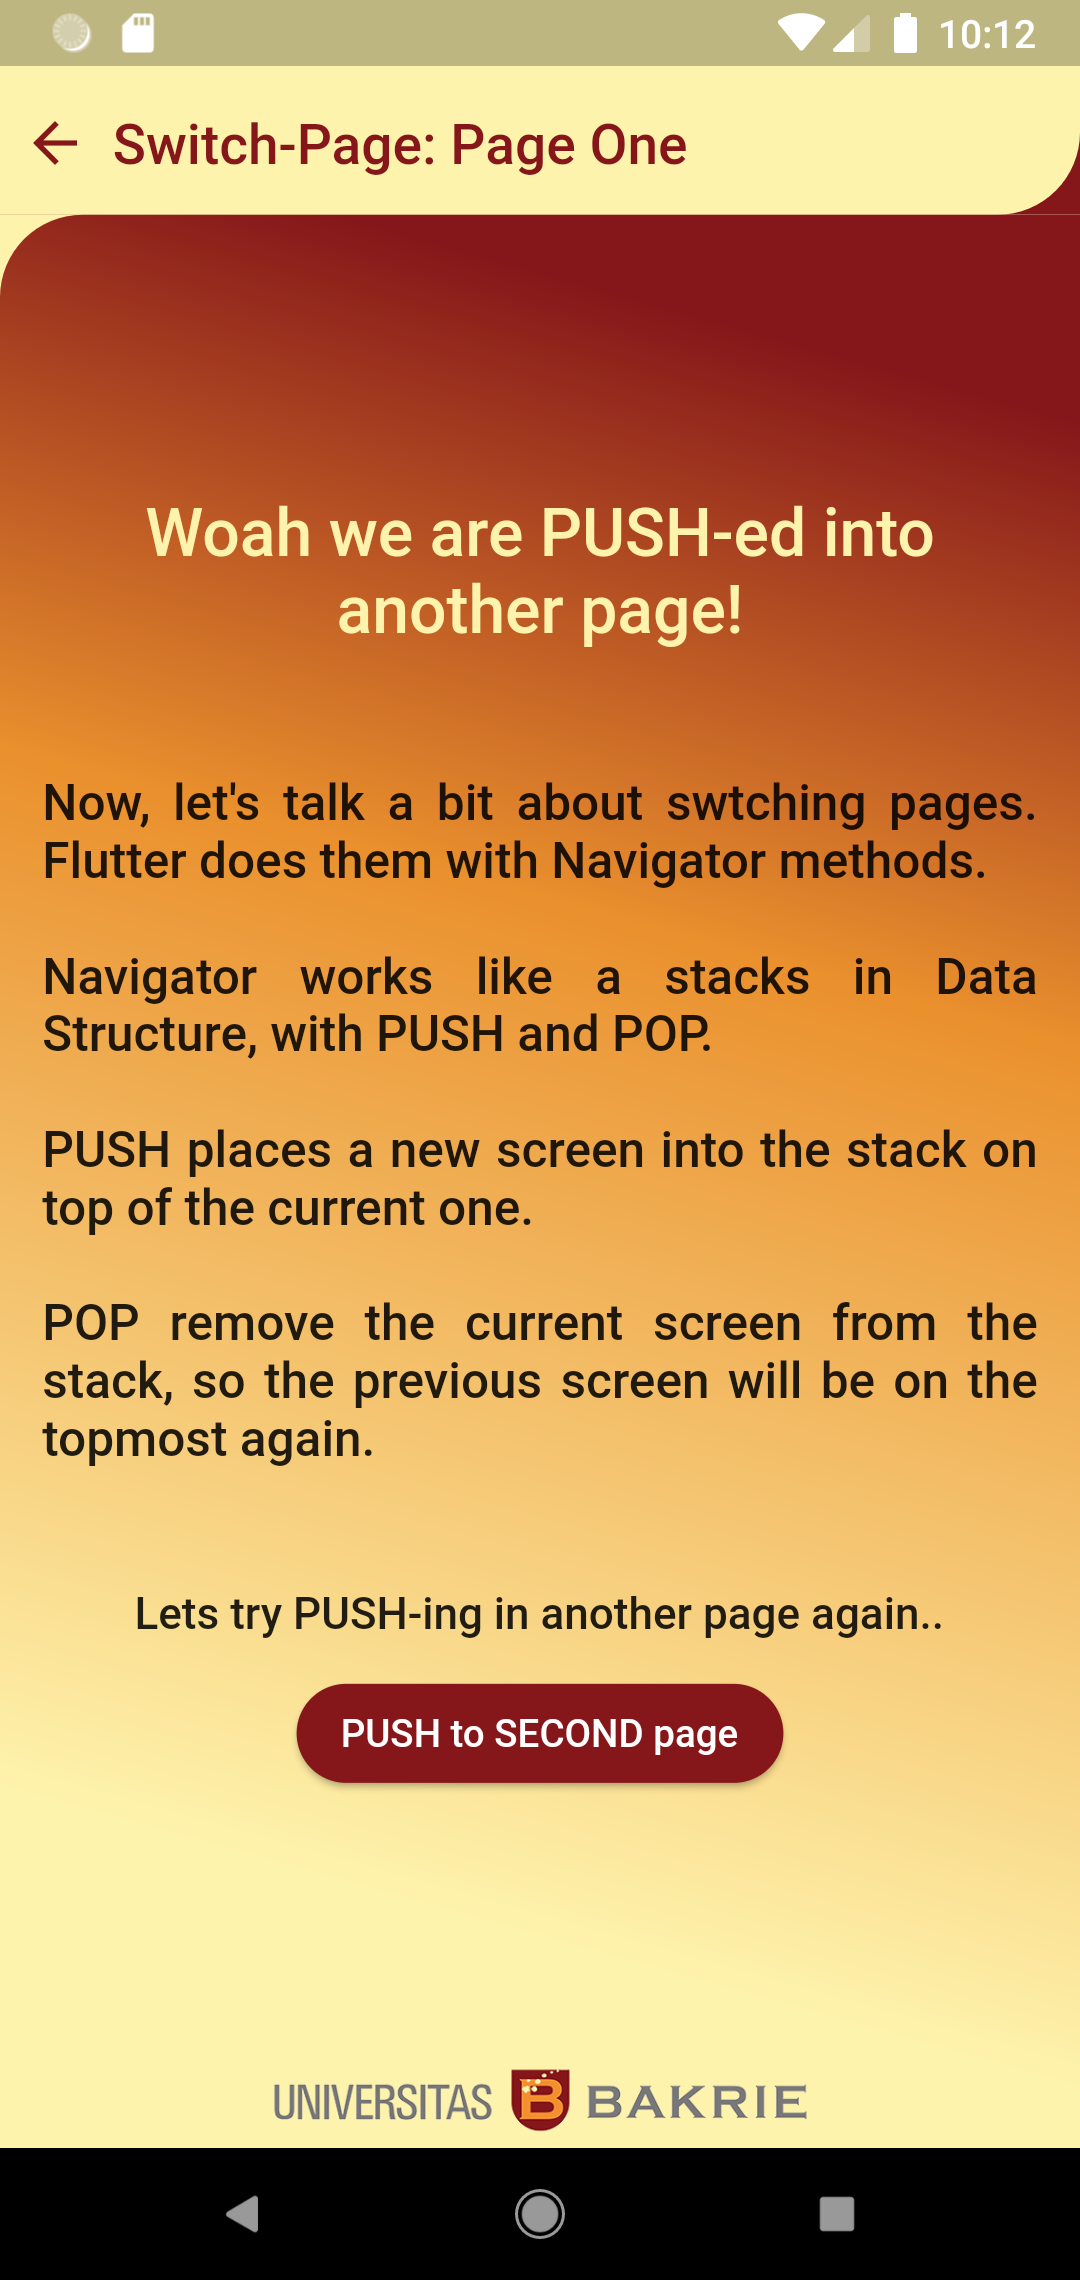 10:12
Switch-Page: Page One
Woah we are PUSH-ed into
another page!
Now, let's talk a bit about swtching pages.
Flutter does them with Navigator methods.
Navigator works like a stacks in Data
Structure, with PUSH and POP.
PUSH places a new screen into the stack on
top of the current one.
POP remove the current screen from the
stack, so the previous screen will be on the
topmost again.
Lets try PUSH-ing in another page again..
PUSH to SECOND page
UNIVERSITAS B BAKRIE